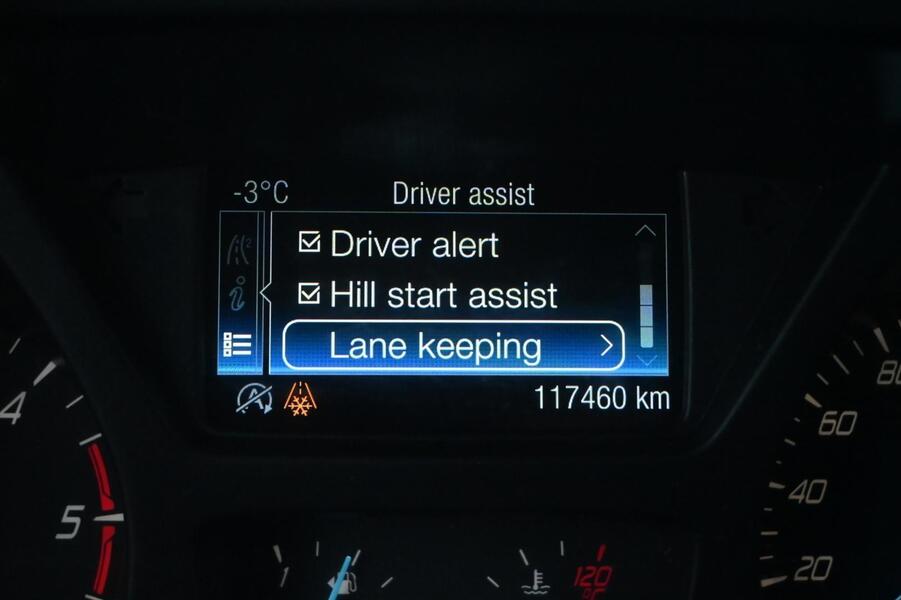 -3°C Driver assist
Driver alert
Hill start assist
Lane keeping
117460 km
4
5
80
60
40
20
1
120
°C